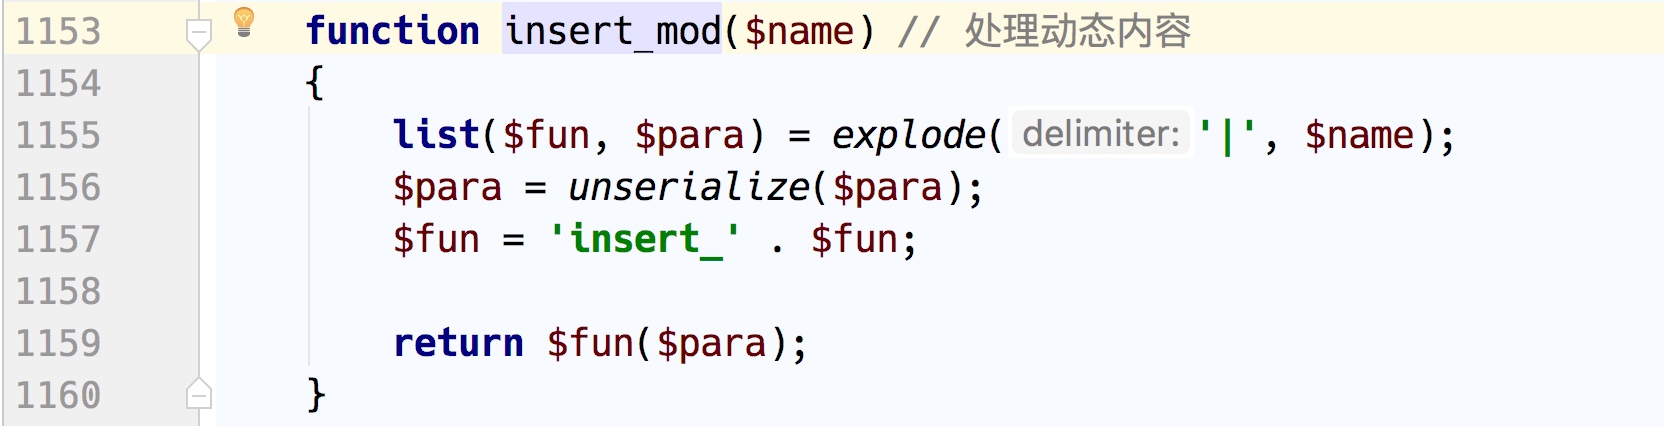 1153 function insert_mod($name) // 处理动态内容
1154 {
1155 list($fun, $para) = explode( delimiter: '|', $name);
1156 $para = unserialize($para);
1157 $fun = 'insert_' . $fun;
1158
1159 return $fun($para);
1160 }